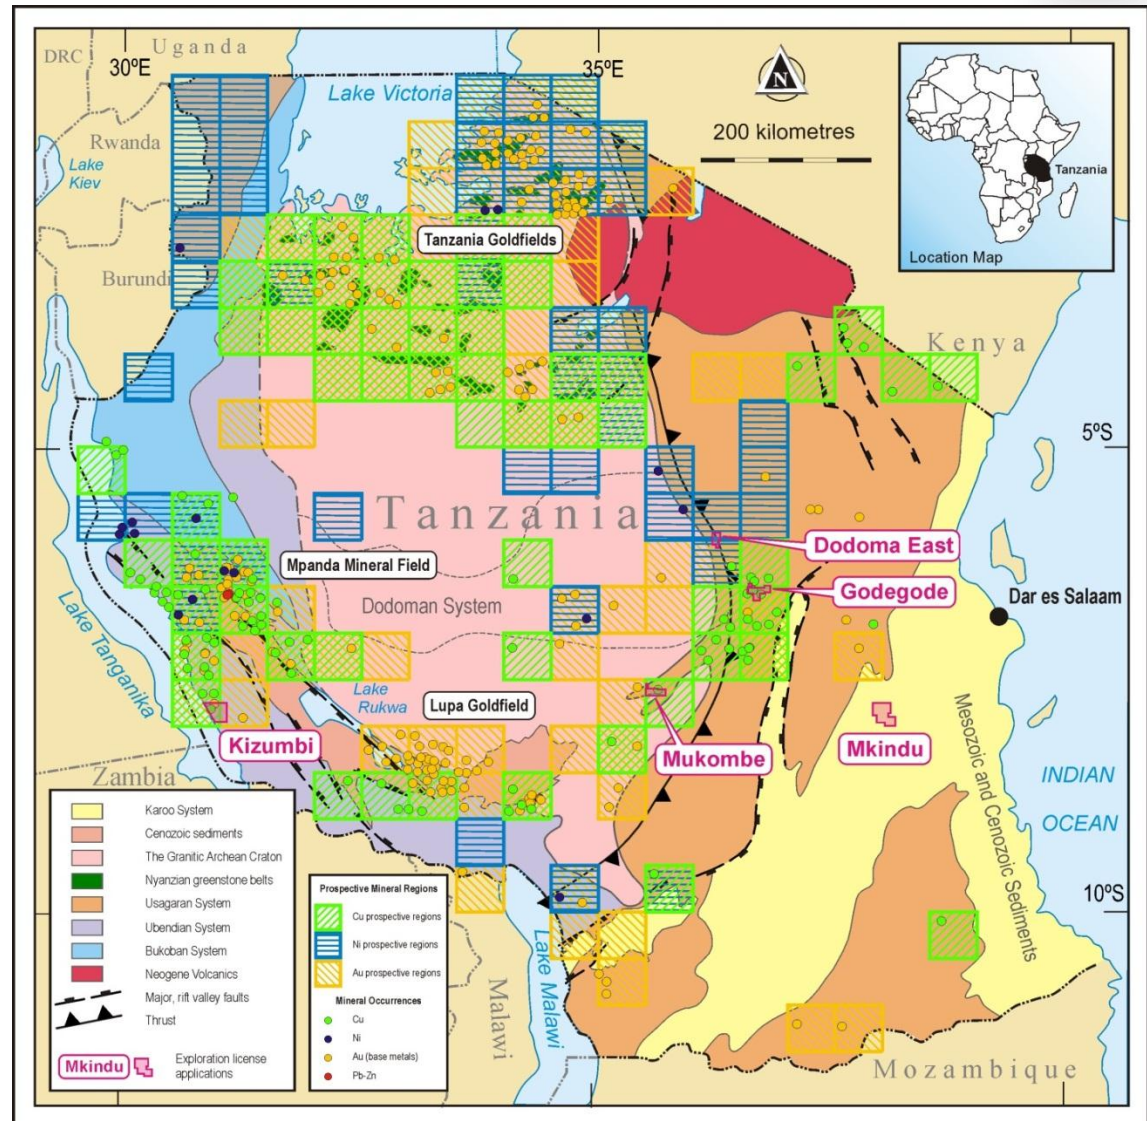 Uganda
DRC
30ºE
35ºE
Lake Victoria
N
200 kilometres
Rwanda
Lake
Kiev
Tanzania
Location Map
Tanzania Goldfields
Burundi
Kenya
5ºS
Tanzania
Mpanda Mineral Field
Dodoma East
Godegode
Dodoman System
Dar es Salaam
Lake Tanganika
Lake
Rukwa
Lupa Goldfield
Kizumbi
Mukombe
Mkindu
Mesozoic and Cenozoic Sediments
Zambia
INDIAN
OCEAN
10ºS
Lake Malawi
Malawi
Mozambique
Karoo System
Cenozoic sediments
The Granitic Archean Craton
Nyanzian greenstone belts
Usagaran System
Ubendian System
Bukoban System
Neogene Volcanics
Major, rift valley faults
Thrust
Mkindu
Exploration license
applications
Prospective Mineral Regions
Cu prospective regions
Ni prospective regions
Au prospective regions
Mineral Occurrences
Cu
Ni
Au (base metals)
Pb-Zn